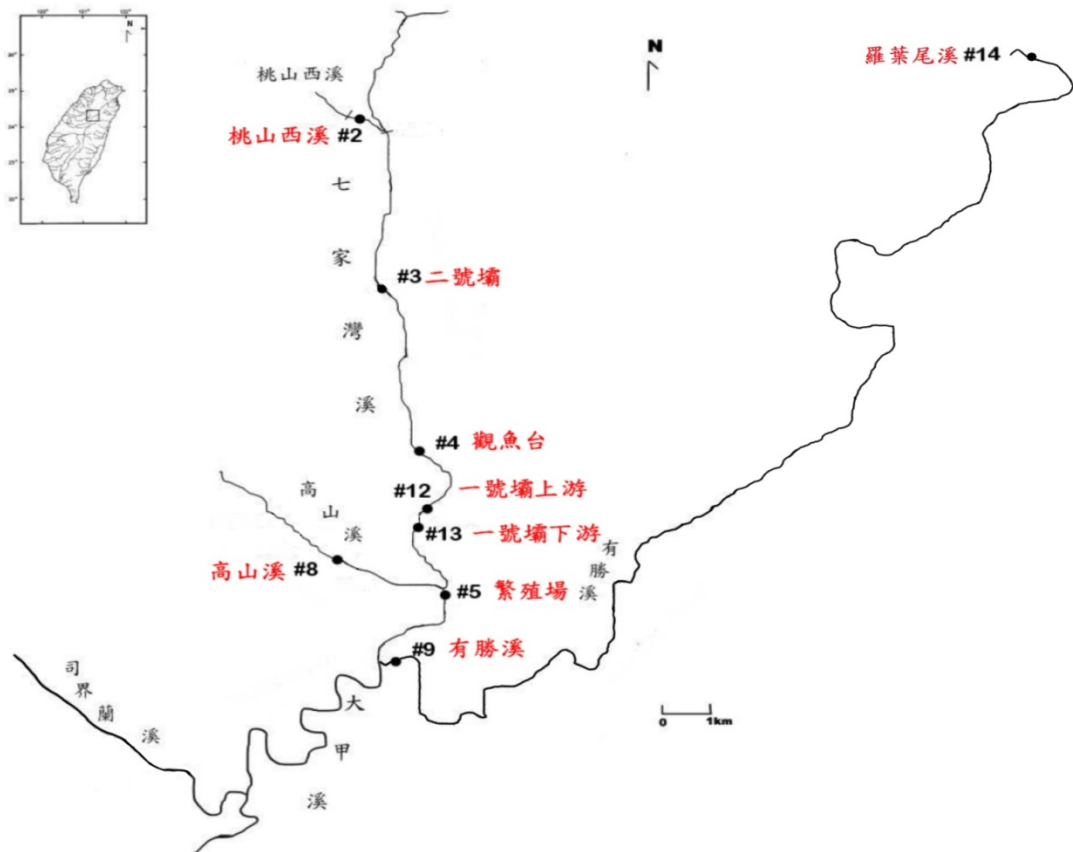 N
N
羅葉尾溪 #14
桃山西溪
桃山西溪 #2
七家灣溪
#3 二號壩
#4 觀魚台
#12 一號壩上游
#13 一號壩下游
高山溪
高山溪 #8
有勝溪
#5 繁殖場
#9 有勝溪
司界蘭溪
大甲溪
0 1km